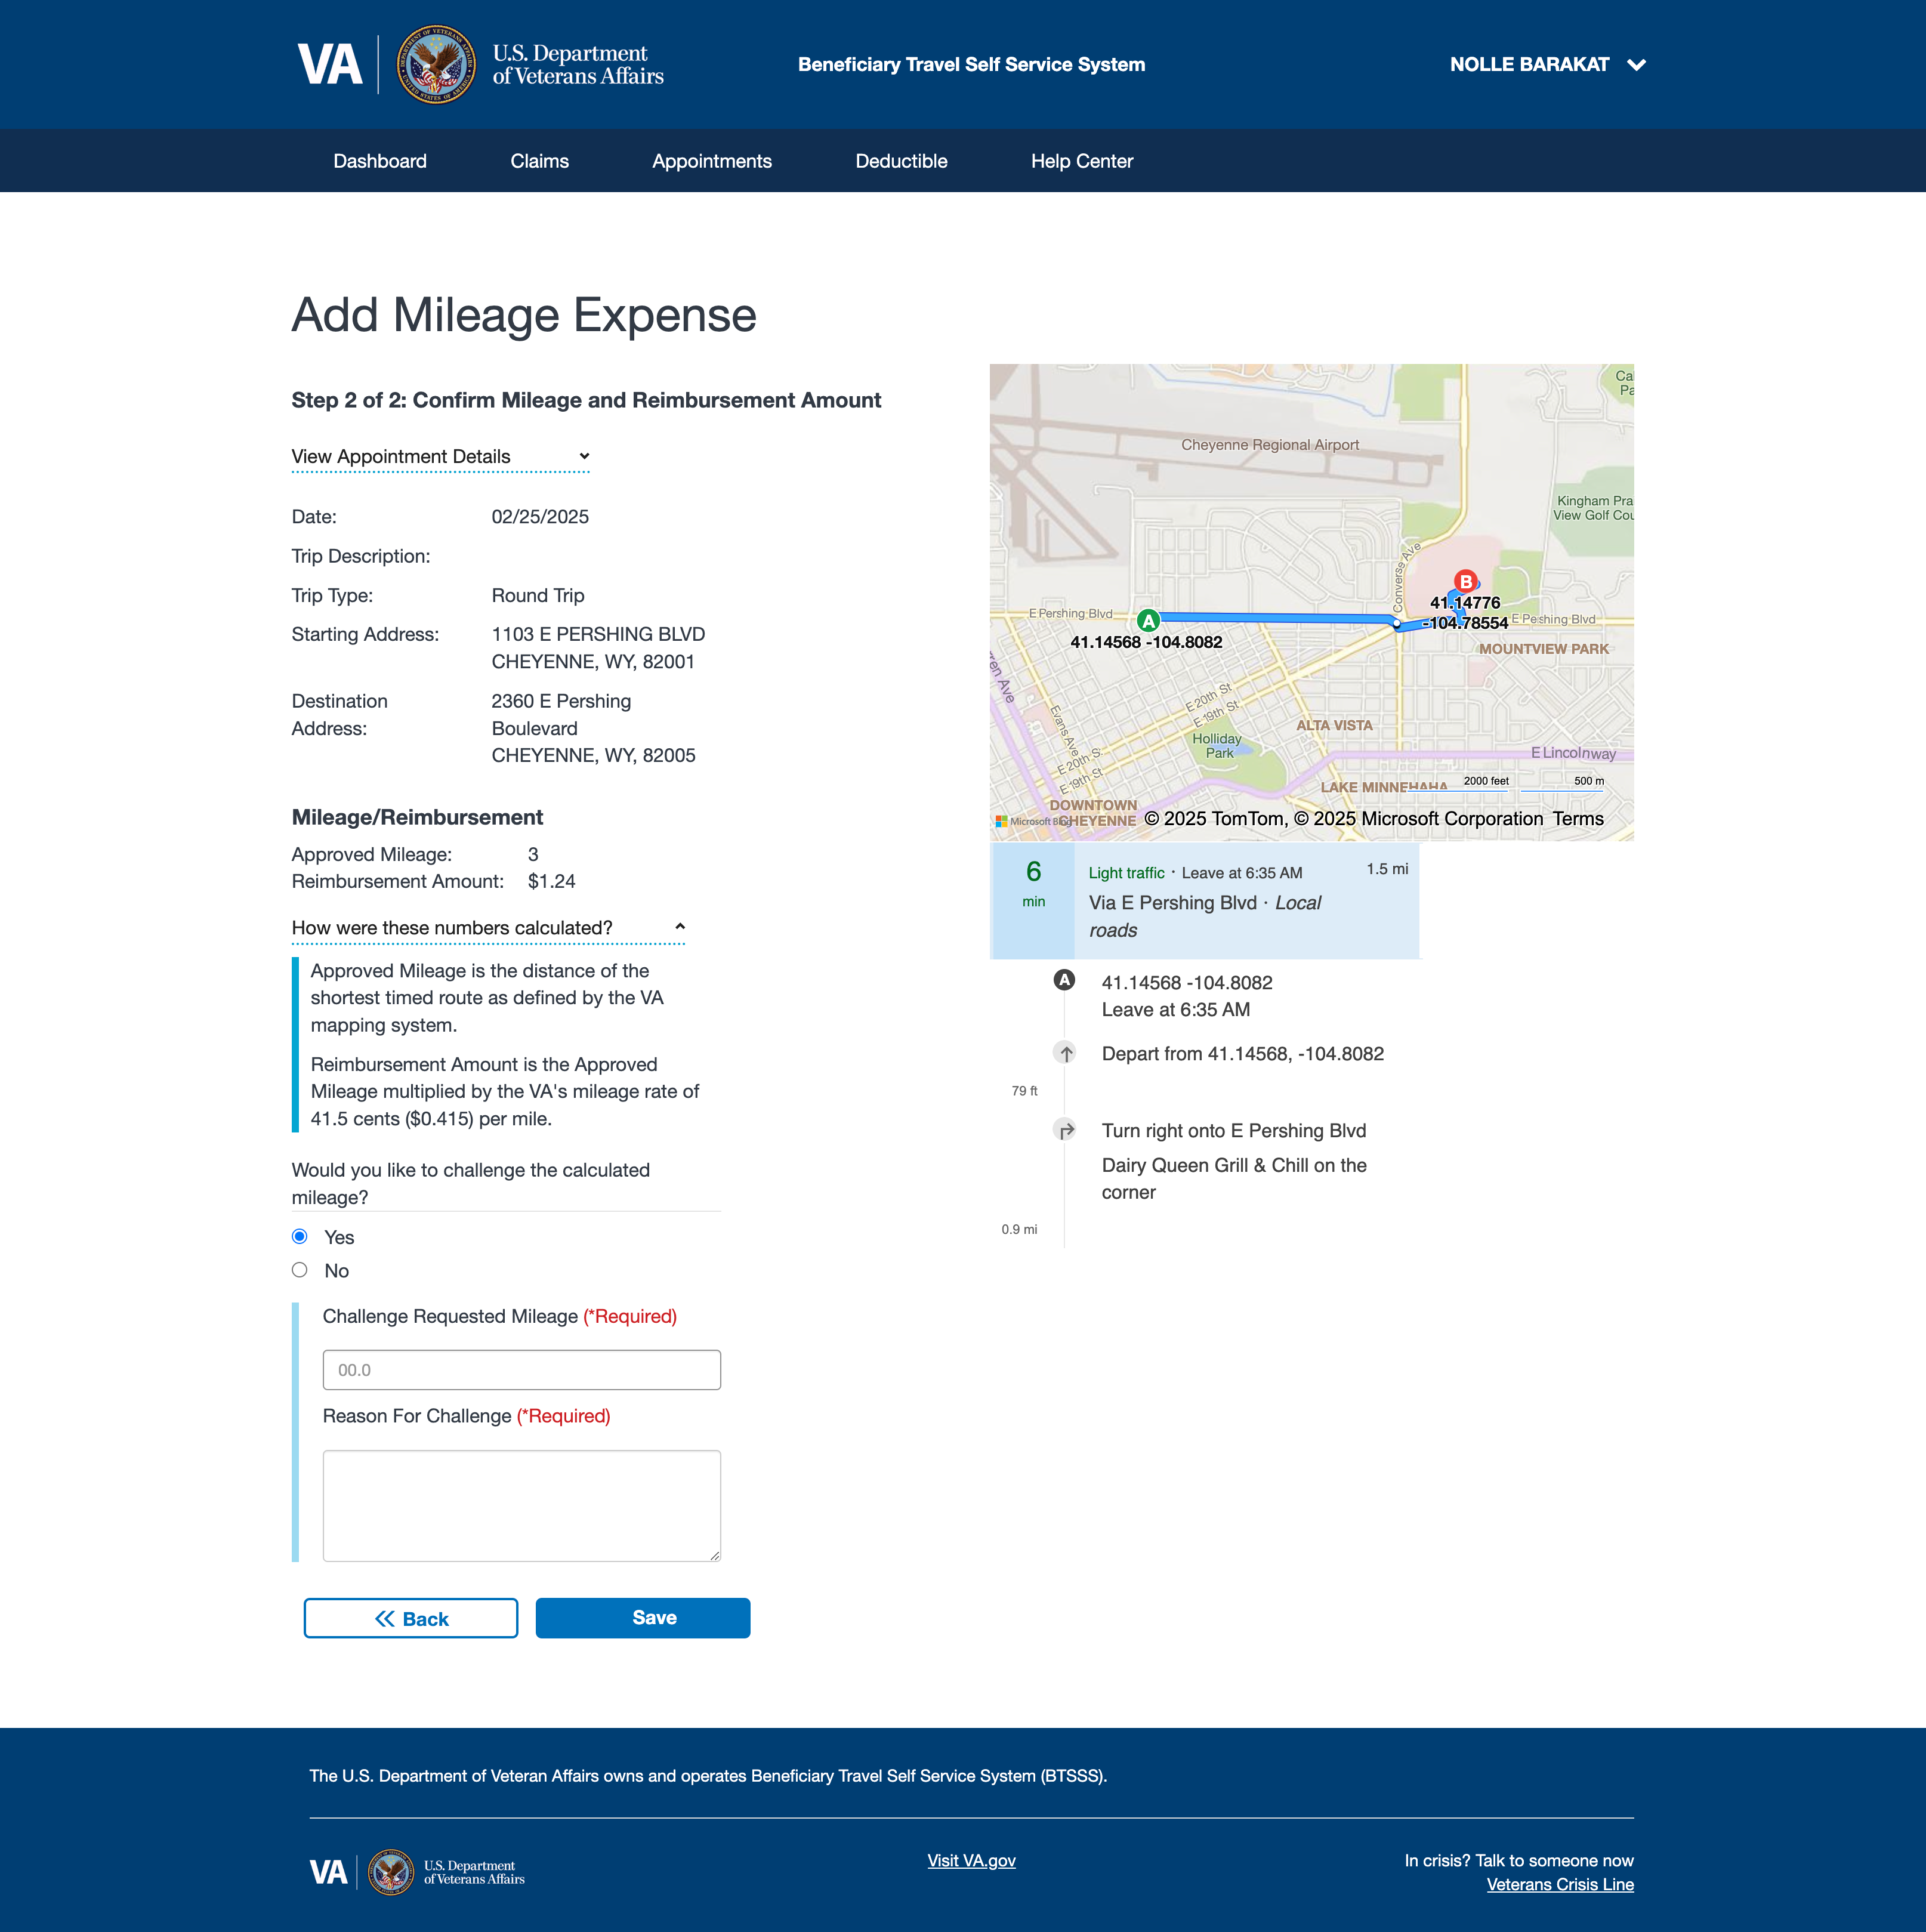 VA
U.S. Department
of Veterans Affairs
Beneficiary Travel Self Service System
NOLLE BARAKAT
Dashboard
Claims
Appointments
Deductible
Help Center
Add Mileage Expense
Step 2 of 2: Confirm Mileage and Reimbursement Amount
View Appointment Details
Date: 02/25/2025
Trip Description:
Trip Type: Round Trip
Starting Address: 1103 E PERSHING BLVD
CHEYENNE, WY, 82001
Destination Address: 2360 E Pershing
Boulevard
CHEYENNE, WY, 82005
Mileage/Reimbursement
Approved Mileage: 3
Reimbursement Amount: $1.24
How were these numbers calculated?
Approved Mileage is the distance of the
shortest timed route as defined by the VA
mapping system.
Reimbursement Amount is the Approved
Mileage multiplied by the VA's mileage rate of
41.5 cents ($0.415) per mile.
Would you like to challenge the calculated
mileage?
Yes
No
Challenge Requested Mileage (*Required)
00.0
Reason For Challenge (*Required)
Back
Save
Cheyenne Regional Airport
Kingham Pra
View Golf Cou
Converse Ave
E Pershing Blvd
A
41.14568 -104.8082
B
41.14776
-104.78554
E Pershing Blvd
MOUNTVIEW PARK
E 20th St
E 19th St
ALTA VISTA
Holliday
Park
Evans Ave
E 20th S
E 19th St
E Lincolnway
LAKE MINNEHAHA
2000 feet
500 m
DOWNTOWN
CHEYENNE
Microsoft Bing
© 2025 TomTom, © 2025 Microsoft Corporation Terms
6
min
Light traffic · Leave at 6:35 AM
1.5 mi
Via E Pershing Blvd · Local
roads
A
41.14568 -104.8082
Leave at 6:35 AM
Depart from 41.14568, -104.8082
79 ft
Turn right onto E Pershing Blvd
Dairy Queen Grill & Chill on the
corner
0.9 mi
The U.S. Department of Veteran Affairs owns and operates Beneficiary Travel Self Service System (BTSSS).
VA
U.S. Department
of Veterans Affairs
Visit VA.gov
In crisis? Talk to someone now
Veterans Crisis Line